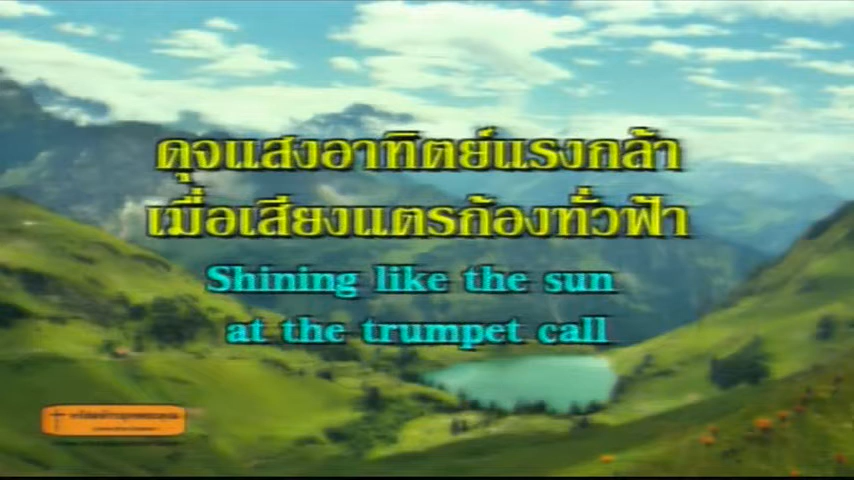 ดุจแสงอาทิตย์แรงกล้า
เมื่อเสียงแตรก้องทั่วฟ้า
Shining like the sun
at the trumpet call